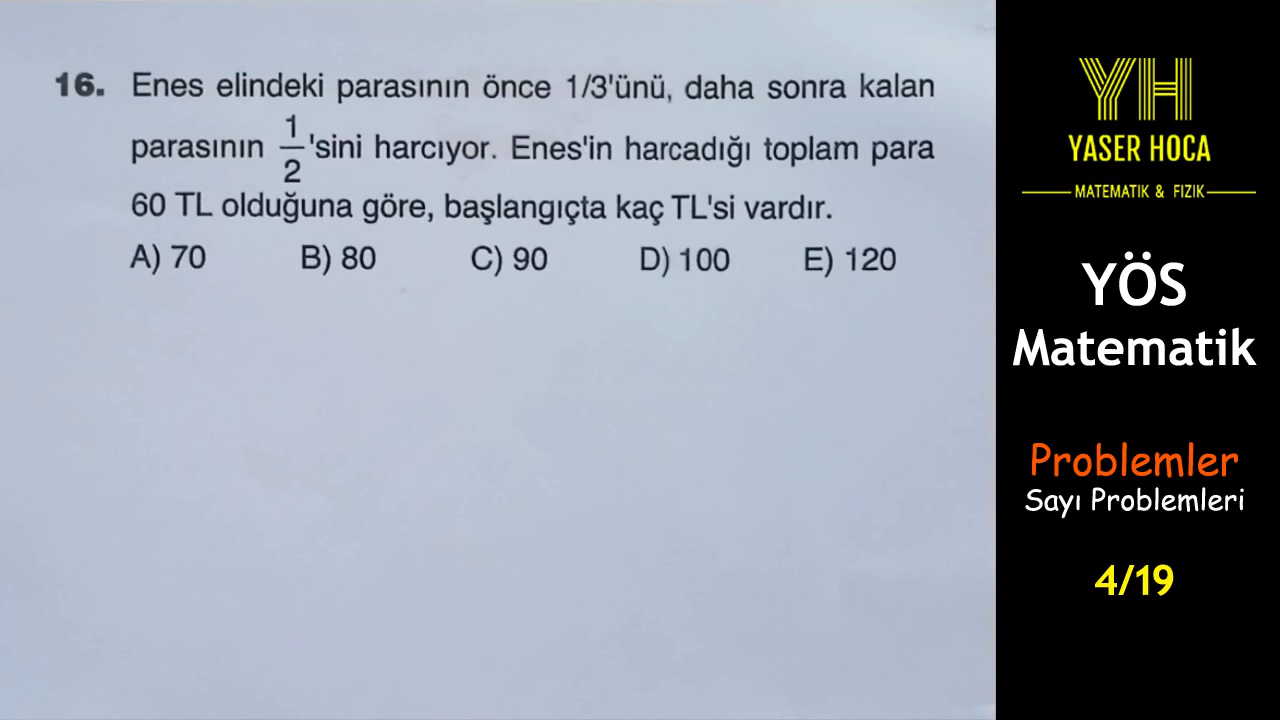 16. Enes elindeki parasının önce 1/3'ünü, daha sonra kalan
parasının 1/2 'sini harcıyor. Enes'in harcadığı toplam para
60 TL olduğuna göre, başlangıçta kaç TL'si vardır.
A) 70 B) 80 C) 90 D) 100 E) 120
YH
YASER HOCA
MATEMATIK & FIZIK
YÖS
Matematik
Problemler
Sayı Problemleri
4/19